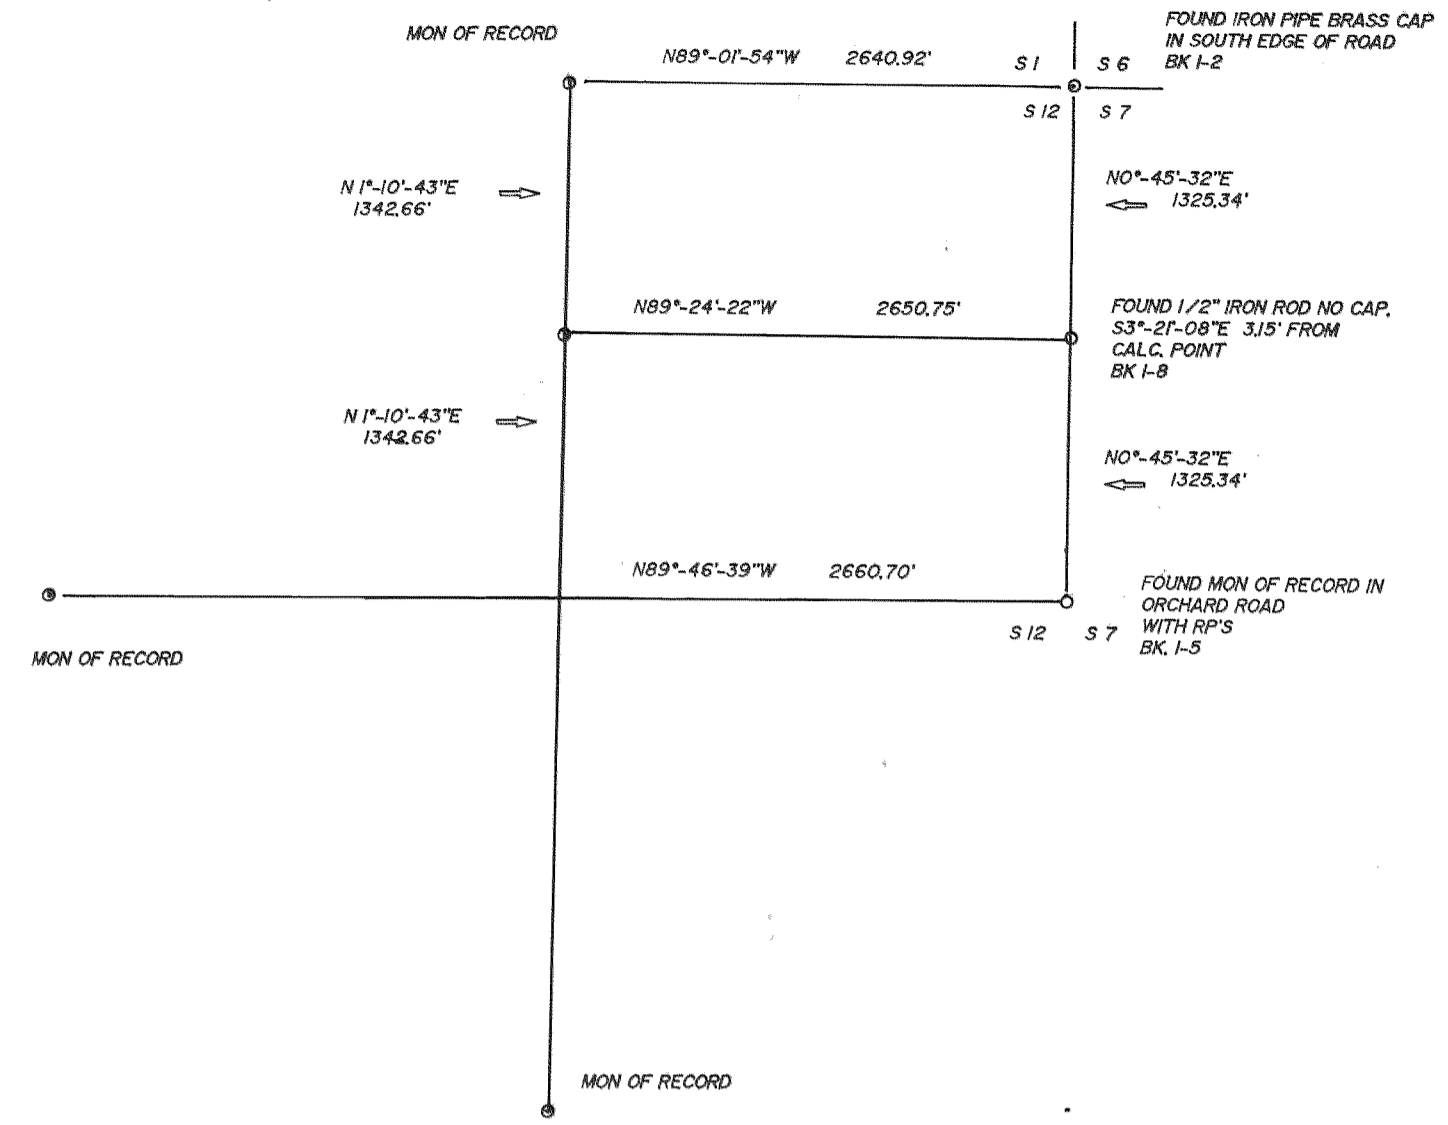 MON OF RECORD
FOUND IRON PIPE BRASS CAP
IN SOUTH EDGE OF ROAD
BK 1-2
N89°-01'-54"W 2640.92'
S 1 S 6
S 12 S 7
N 1°-10'-43"E
1342.66'
N0°-45'-32"E
1325.34'
N89°-24'-22"W 2650.75'
FOUND 1/2" IRON ROD NO CAP.
S3°-21'-08"E 3.15' FROM
CALC. POINT
BK 1-8
N 1°-10'-43"E
1342.66'
N0°-45'-32"E
1325.34'
N89°-46'-39"W 2660.70'
FOUND MON OF RECORD IN
ORCHARD ROAD
WITH RP'S
BK. 1-5
S 12 S 7
MON OF RECORD
MON OF RECORD